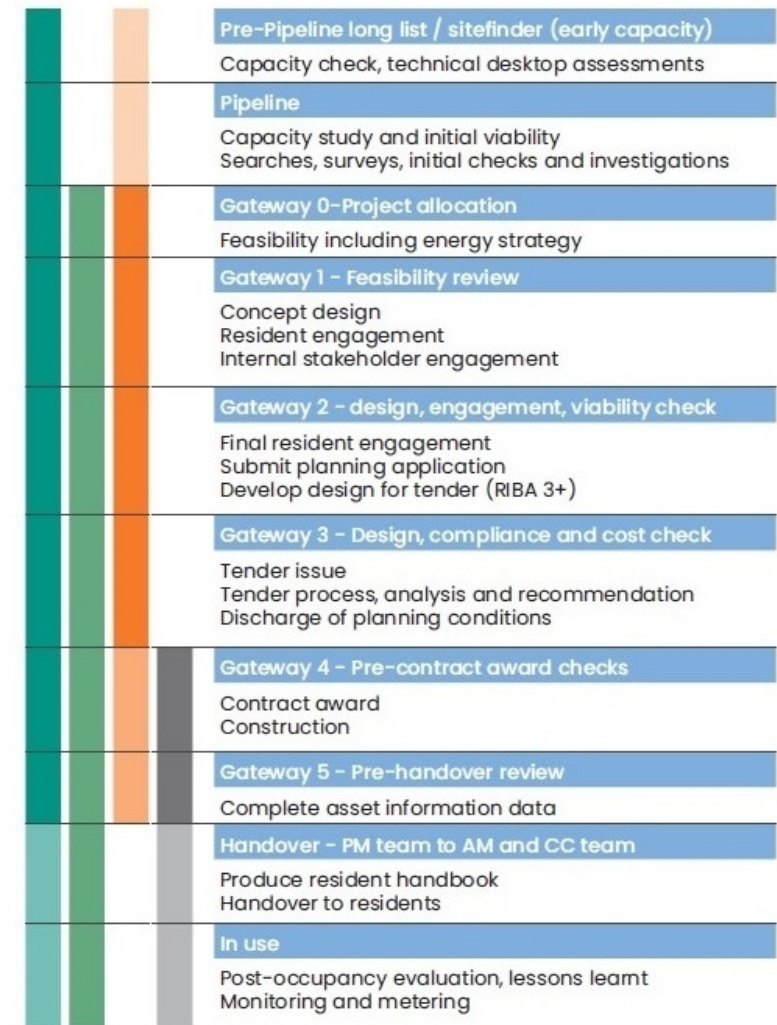 Pre-Pipeline long list / sitefinder (early capacity)
Capacity check, technical desktop assessments
Pipeline
Capacity study and initial viability
Searches, surveys, initial checks and investigations
Gateway 0-Project allocation
Feasibility including energy strategy
Gateway 1 - Feasibility review
Concept design
Resident engagement
Internal stakeholder engagement
Gateway 2 - design, engagement, viability check
Final resident engagement
Submit planning application
Develop design for tender (RIBA 3+)
Gateway 3 - Design, compliance and cost check
Tender issue
Tender process, analysis and recommendation
Discharge of planning conditions
Gateway 4 - Pre-contract award checks
Contract award
Construction
Gateway 5 - Pre-handover review
Complete asset information data
Handover - PM team to AM and CC team
Produce resident handbook
Handover to residents
In use
Post-occupancy evaluation, lessons learnt
Monitoring and metering